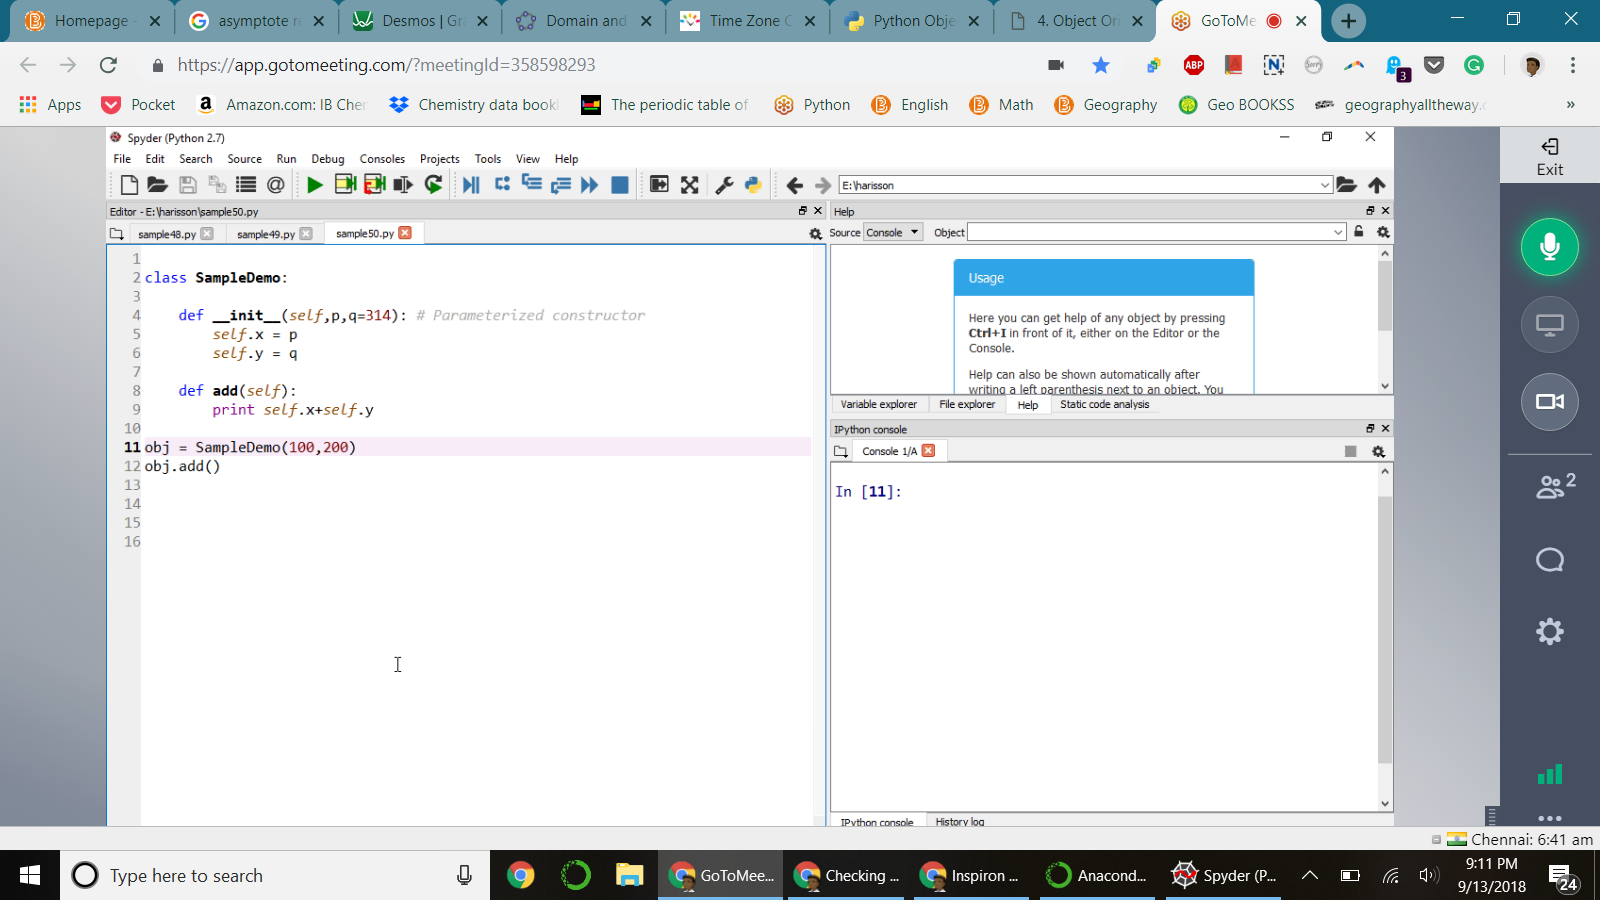 Homepage -
asymptote re
Desmos | Gra
Domain and
Time Zone C
Python Obje
4. Object Ori
GoToMe
https://app.gotomeeting.com/?meetingId=358598293
ABP
3
Apps
Pocket
Amazon.com: IB Cher
Chemistry data book
The periodic table of
Python
English
Math
Geography
Geo BOOKSS
geographyalltheway.c
»
Spyder (Python 2.7)
File Edit Search Source Run Debug Consoles Projects Tools View Help
E:\harisson
Editor - E:\harisson\sample50.py
Help
sample48.py
sample49.py
sample50.py
Source Console
Object
1
2 class SampleDemo:
3
4 def __init__(self,p,q=314): # Parameterized constructor
5 self.x = p
6 self.y = q
7
8 def add(self):
9 print self.x+self.y
10
11 obj = SampleDemo(100,200)
12 obj.add()
13
14
15
16
Usage
Here you can get help of any object by pressing
Ctrl+I in front of it, either on the Editor or the
Console.
Help can also be shown automatically after
writing a left parenthesis next to an object. You
Variable explorer
File explorer
Help
Static code analysis
IPython console
Console 1/A
In [11]:
IPython console
History log
Exit
2
Chennai: 6:41 am
Type here to search
GoToMee...
Checking ...
Inspiron ...
Anacond...
Spyder (P...
9:11 PM
9/13/2018
24